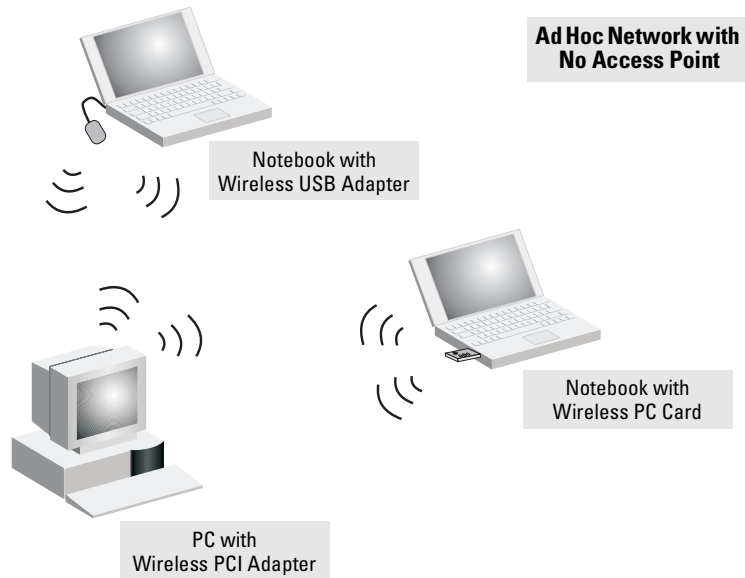 Ad Hoc Network with
No Access Point
Notebook with
Wireless USB Adapter
Notebook with
Wireless PC Card
PC with
Wireless PCI Adapter